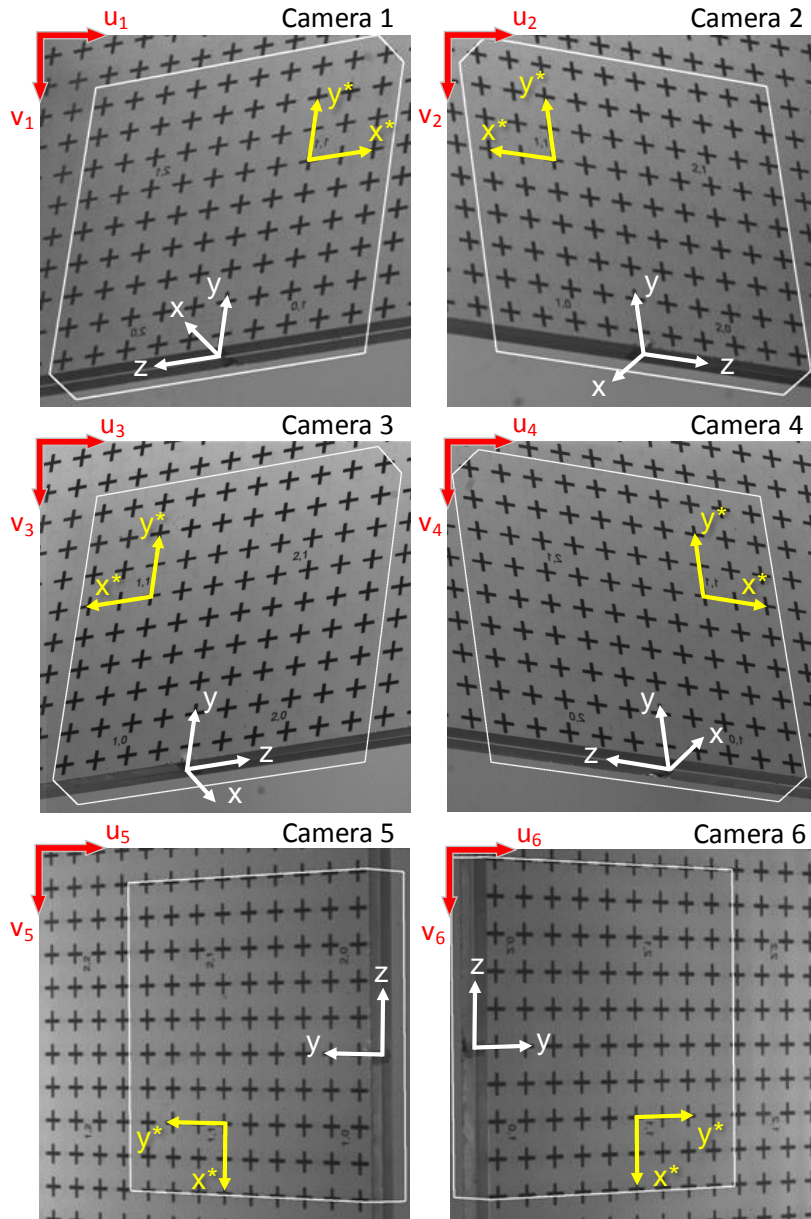 u₁ Camera 1
v₁
y*
x*
1,1
y
x
z
u₂ Camera 2
v₂
y*
x*
1,1
2,1
y
1,0
2,0
z
x
u₃ Camera 3
v₃
y*
x*
1,1
2,1
y
2,0
1,0
z
x
u₄ Camera 4
v₄
y*
x*
1,1
y
x
z
u₅ Camera 5
v₅
2,2
2,1
2,0
z
y
1,2
1,1
1,0
y*
x*
u₆ Camera 6
v₆
z
y
y*
x*